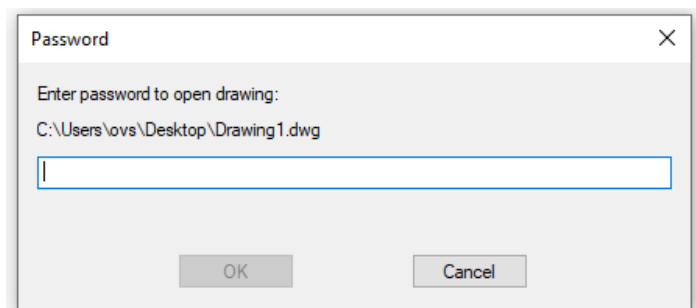 Password
Enter password to open drawing:
C:\Users\ovs\Desktop\Drawing1.dwg
OK
Cancel